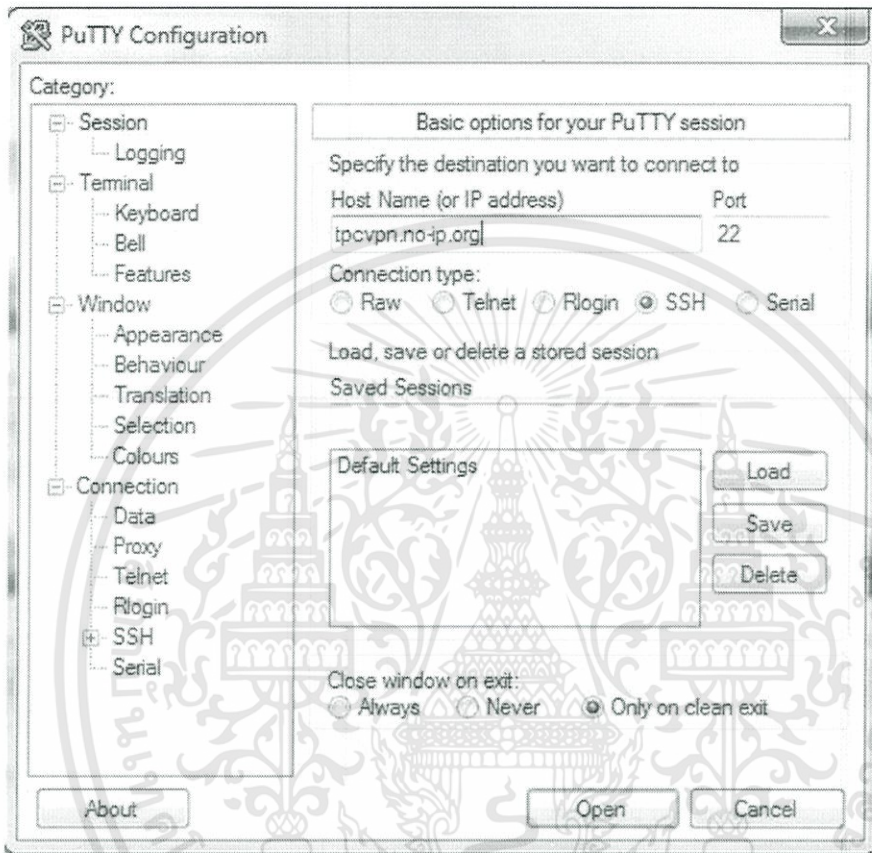 PuTTY Configuration
Category:
Session
Logging
Terminal
Keyboard
Bell
Features
Window
Appearance
Behaviour
Translation
Selection
Colours
Connection
Data
Proxy
Telnet
Rlogin
SSH
Serial
Basic options for your PuTTY session
Specify the destination you want to connect to
Host Name (or IP address) Port
tpcvpn.no-ip.org 22
Connection type:
Raw Telnet Rlogin SSH Serial
Load, save or delete a stored session
Saved Sessions
Default Settings
Load
Save
Delete
Close window on exit:
Always Never Only on clean exit
About Open Cancel